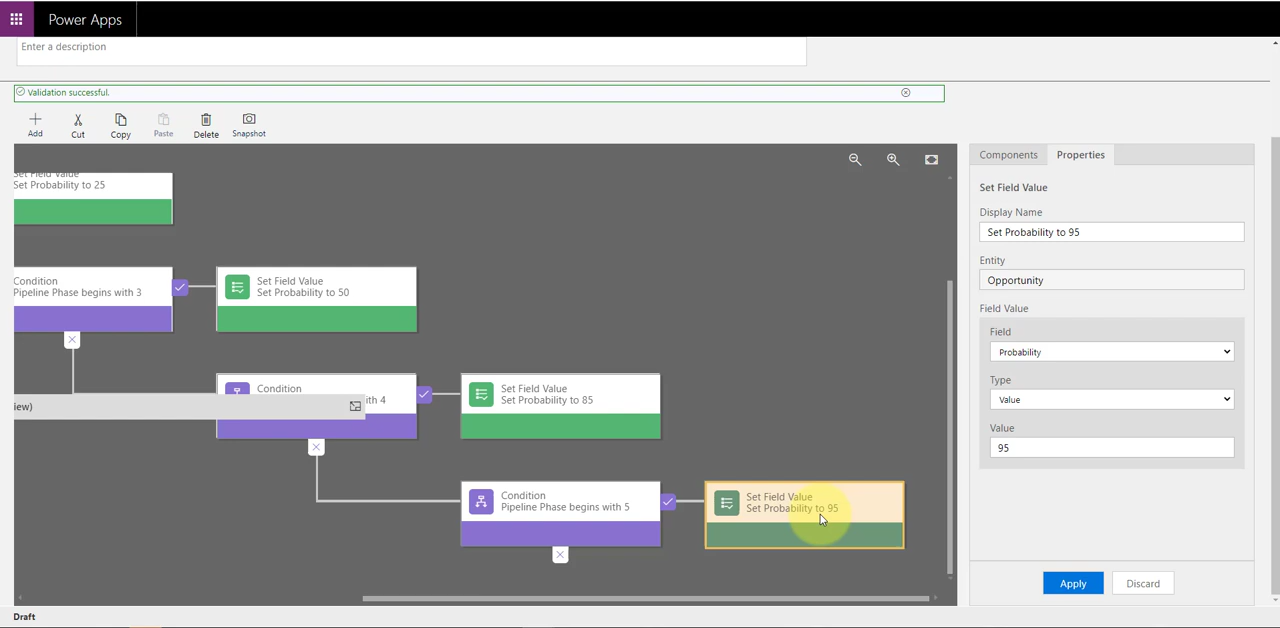 Power Apps
Enter a description
Validation successful.
Add
Cut
Copy
Paste
Delete
Snapshot
Components
Properties
Set Field Value
Set Probability to 25
Condition
Pipeline Phase begins with 3
Set Field Value
Set Probability to 50
Condition
ith 4
Set Field Value
Set Probability to 85
iew)
Condition
Pipeline Phase begins with 5
Set Field Value
Set Probability to 95
Set Field Value
Display Name
Set Probability to 95
Entity
Opportunity
Field Value
Field
Probability
Type
Value
Value
95
Apply
Discard
Draft